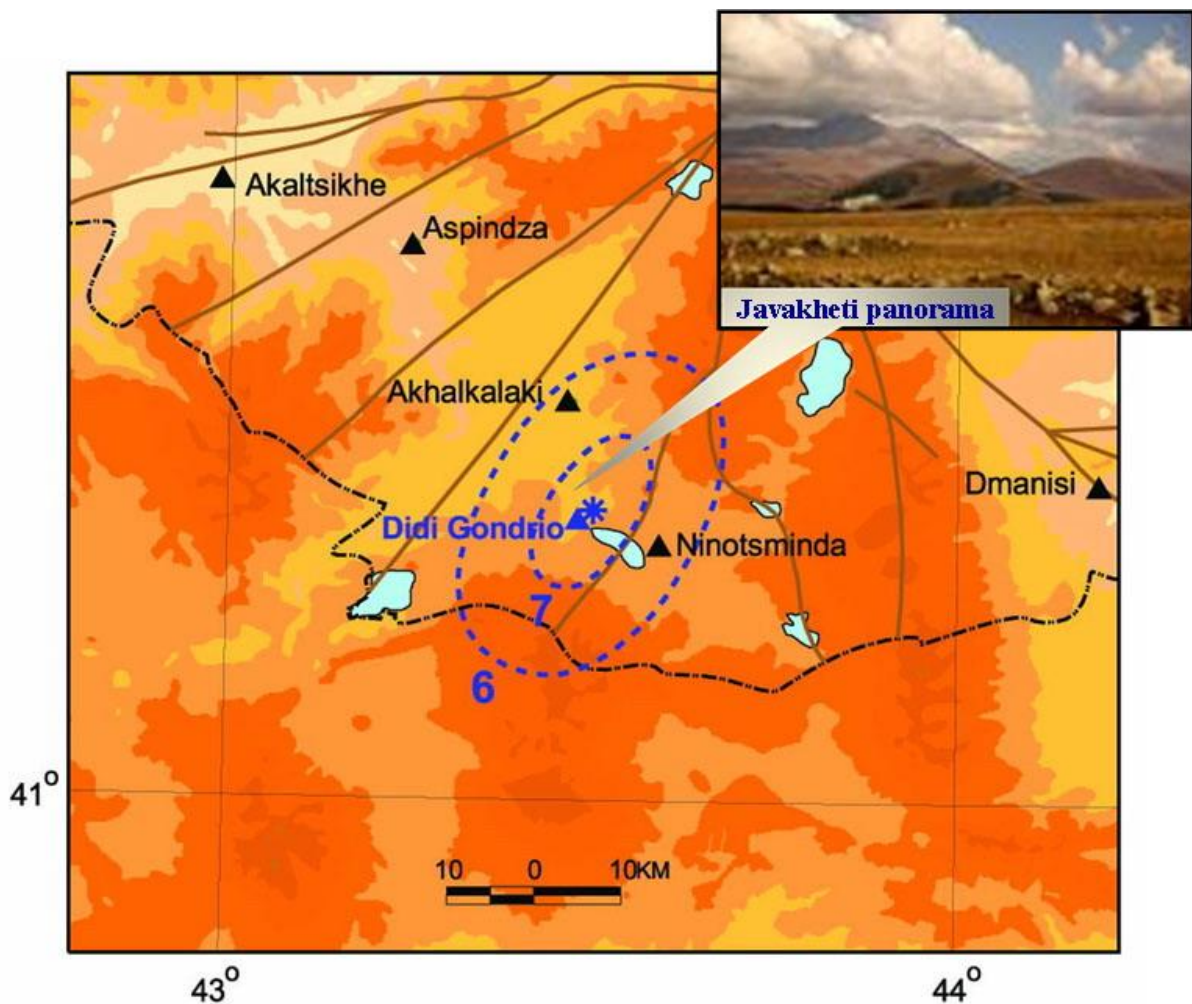 Javakheti panorama
Akaltsikhe
Aspindza
Akhalkalaki
Dmanisi
Didi Gondrio
Ninotsminda
7
6
41°
10 0 10KM
43° 44°